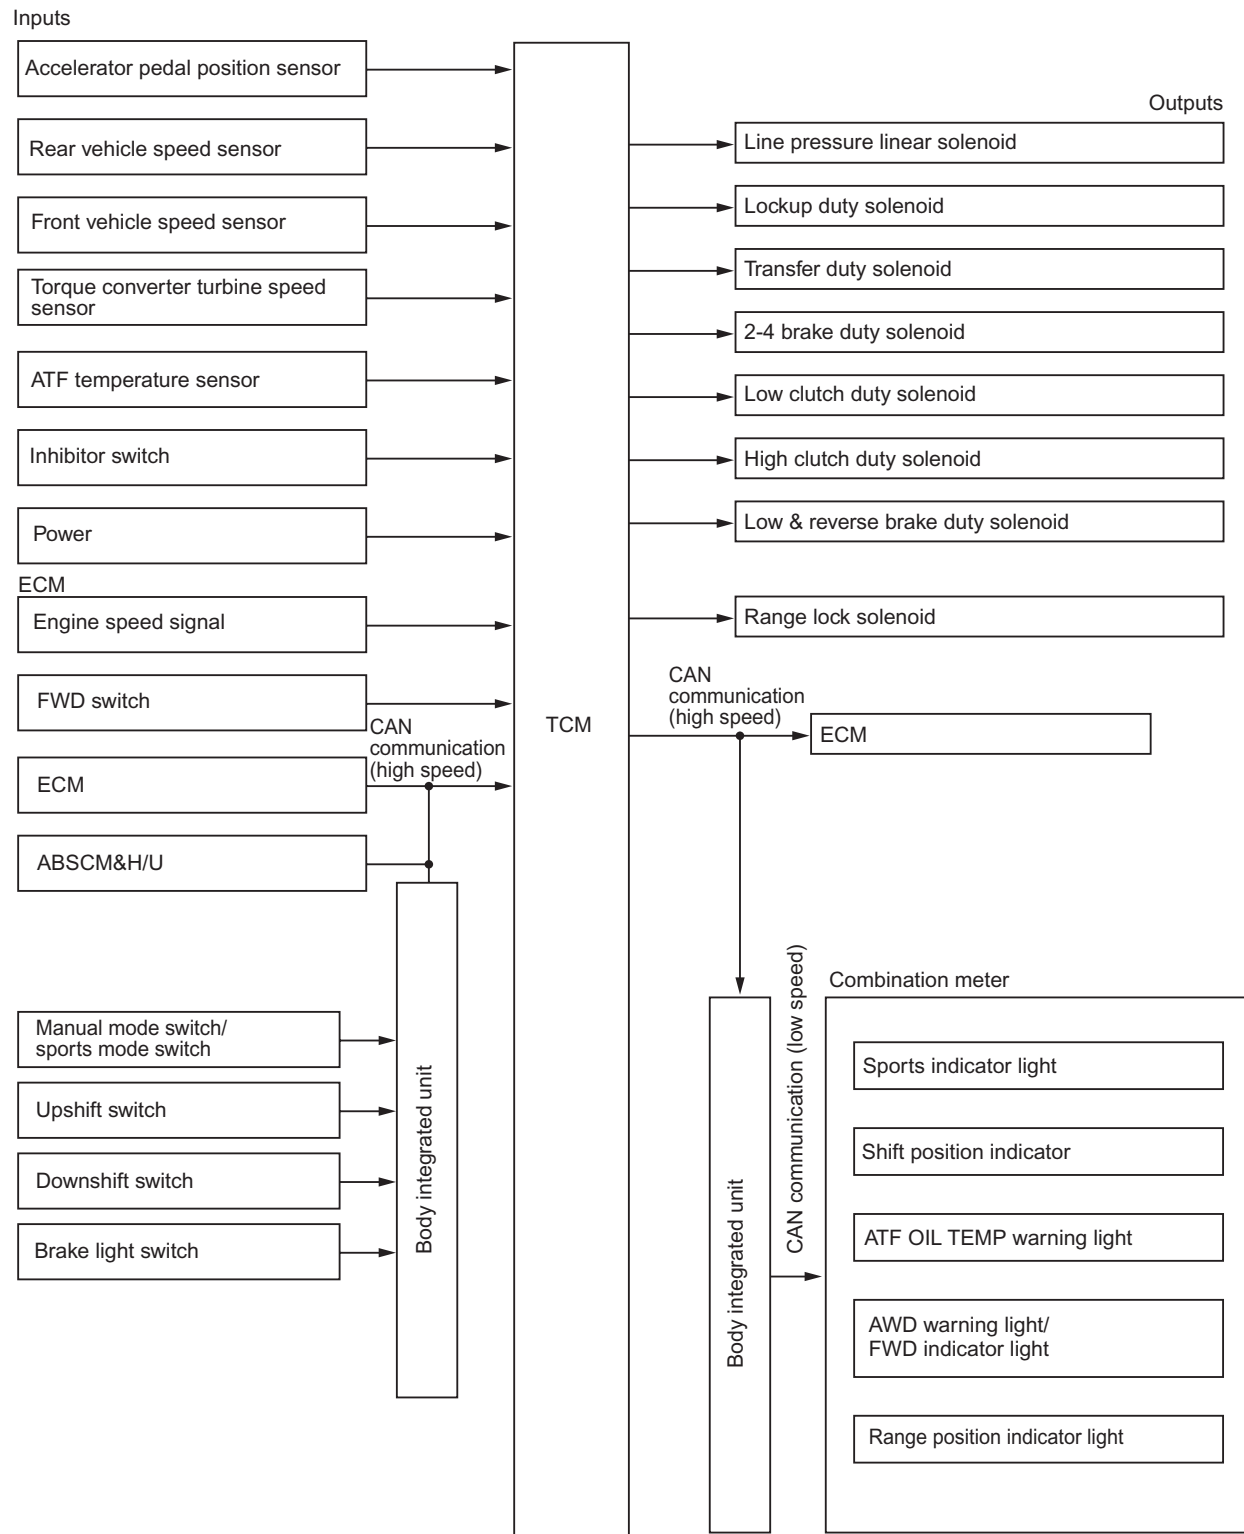 Inputs
Accelerator pedal position sensor
Rear vehicle speed sensor
Front vehicle speed sensor
Torque converter turbine speed
sensor
ATF temperature sensor
Inhibitor switch
Power
ECM
Engine speed signal
FWD switch
CAN
communication
(high speed)
ECM
ABSCM&H/U
Manual mode switch/
sports mode switch
Upshift switch
Downshift switch
Brake light switch
Body integrated unit
TCM
Outputs
Line pressure linear solenoid
Lockup duty solenoid
Transfer duty solenoid
2-4 brake duty solenoid
Low clutch duty solenoid
High clutch duty solenoid
Low & reverse brake duty solenoid
Range lock solenoid
CAN
communication
(high speed)
ECM
Body integrated unit
CAN communication (low speed)
Combination meter
Sports indicator light
Shift position indicator
ATF OIL TEMP warning light
AWD warning light/
FWD indicator light
Range position indicator light